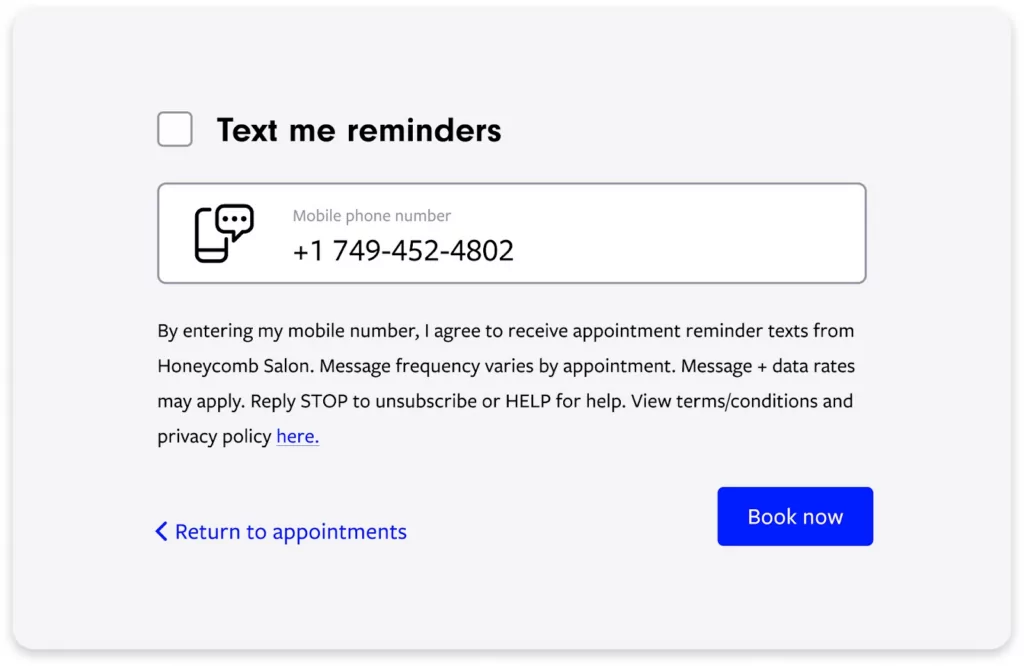 Text me reminders
Mobile phone number
+1 749-452-4802
By entering my mobile number, I agree to receive appointment reminder texts from
Honeycomb Salon. Message frequency varies by appointment. Message + data rates
may apply. Reply STOP to unsubscribe or HELP for help. View terms/conditions and
privacy policy here.
Return to appointments
Book now